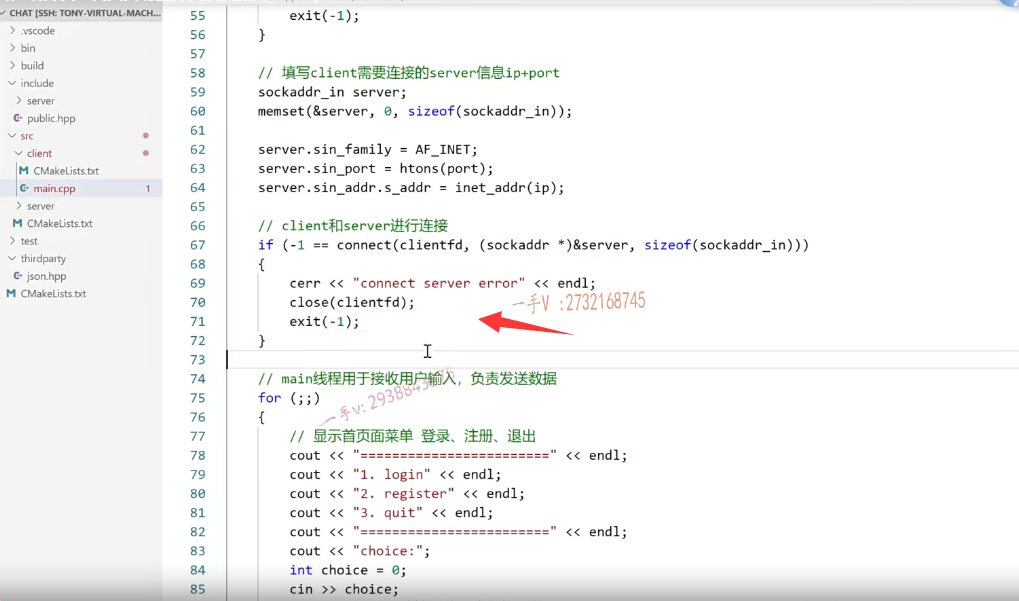 CHAT [SSH: TONY-VIRTUAL-MACH...
.vscode
bin
build
include
server
public.hpp
src
client
CMakeLists.txt
main.cpp 1
server
CMakeLists.txt
test
thirdparty
json.hpp
CMakeLists.txt
55 exit(-1);
56 }
57
58 // 填写client需要连接的server信息ip+port
59 sockaddr_in server;
60 memset(&server, 0, sizeof(sockaddr_in));
61
62 server.sin_family = AF_INET;
63 server.sin_port = htons(port);
64 server.sin_addr.s_addr = inet_addr(ip);
65
66 // client和server进行连接
67 if (-1 == connect(clientfd, (sockaddr *)&server, sizeof(sockaddr_in)))
68 {
69 cerr << "connect server error" << endl;
70 close(clientfd);
一手V :2732168745
71 exit(-1);
72 }
73
74 // main线程用于接收用户输入，负责发送数据
75 for (;;)
76 {
77 // 显示首页面菜单 登录、注册、退出
78 cout << "========================" << endl;
79 cout << "1. login" << endl;
80 cout << "2. register" << endl;
81 cout << "3. quit" << endl;
82 cout << "========================" << endl;
83 cout << "choice:";
84 int choice = 0;
85 cin >> choice;